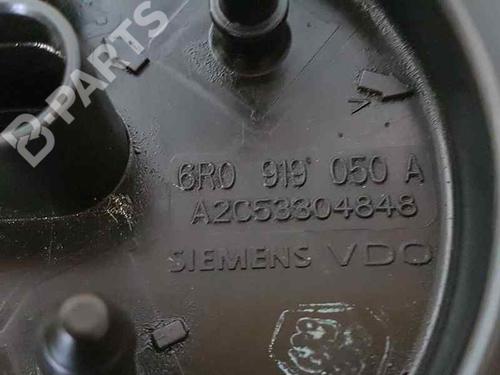 B-PARTS
6R0 919 050 A
A2C53304848
SIEMENS VDO